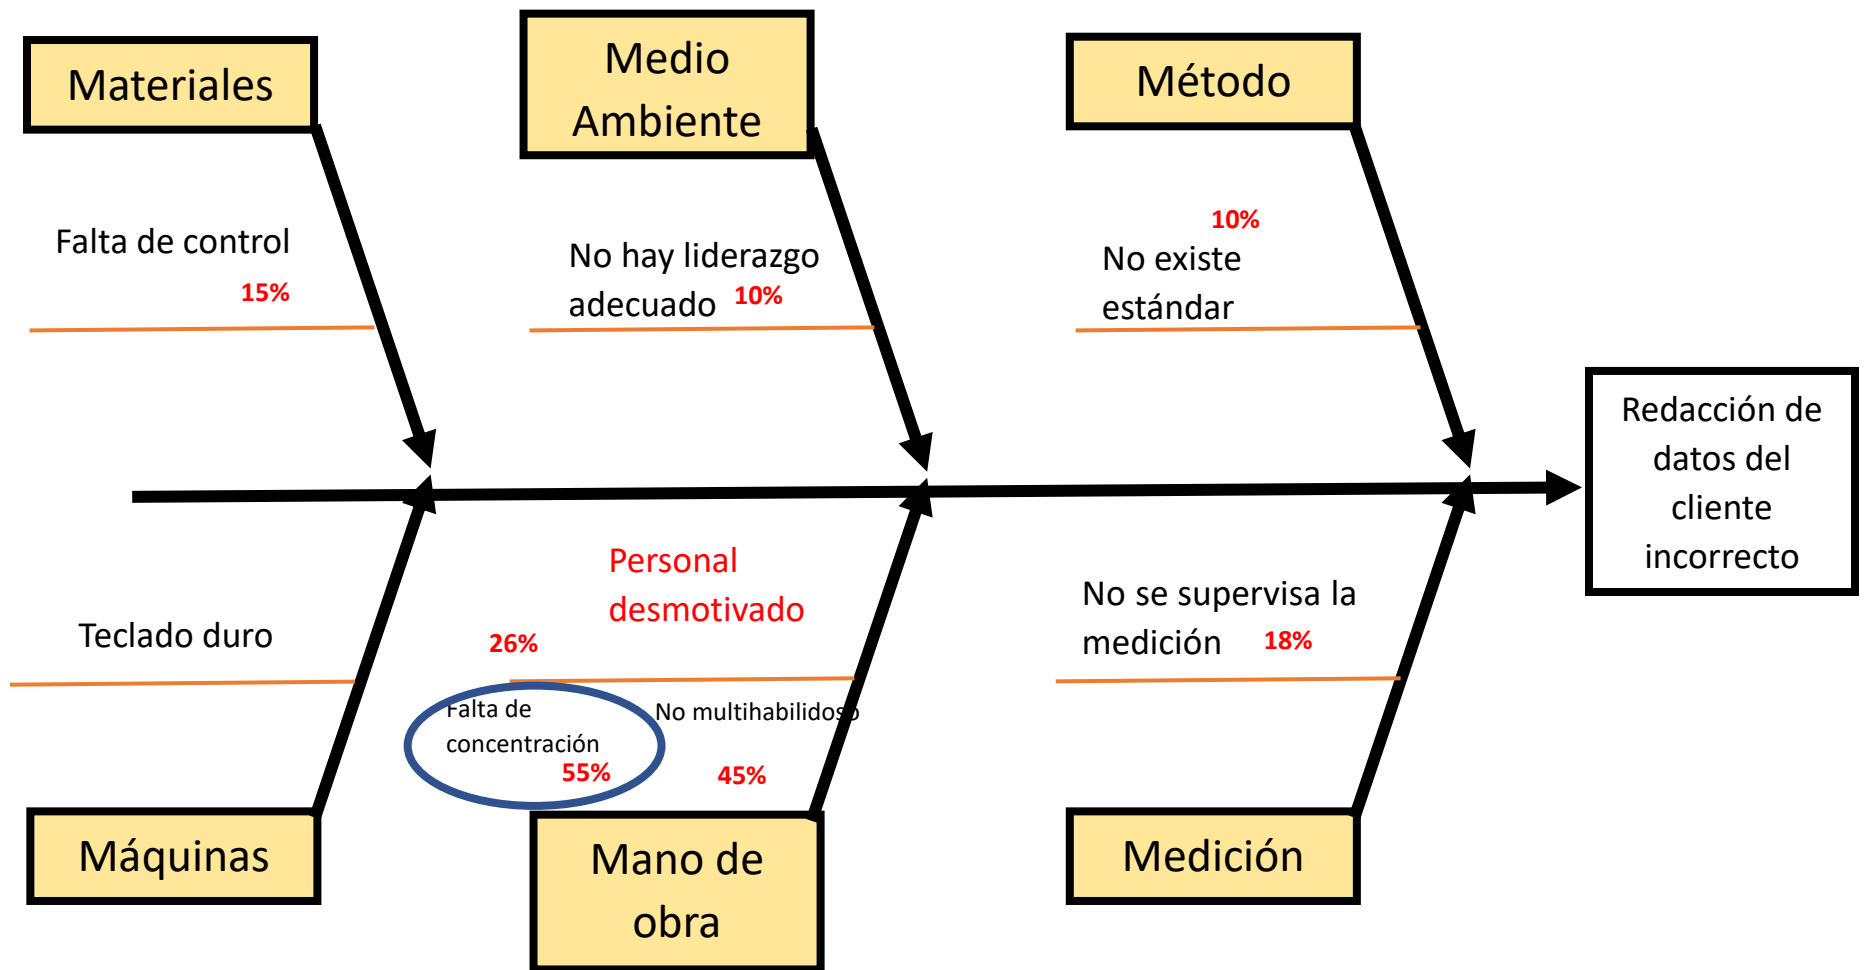 Materiales
Medio
Ambiente
Método
Falta de control
15%
No hay liderazgo
adecuado 10%
10%
No existe
estándar
Redacción de
datos del
cliente
incorrecto
Teclado duro
Personal
desmotivado
26%
Falta de
concentración
55%
No multihabilidoso
45%
No se supervisa la
medición 18%
Máquinas
Mano de
obra
Medición